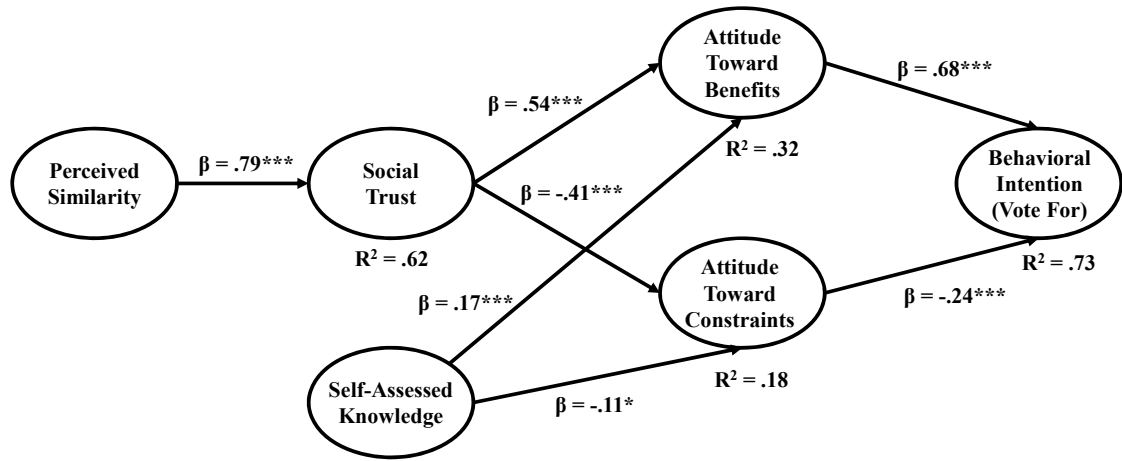 Attitude
Toward
Benefits
β = .68***
β = .54***
R² = .32
Behavioral
Intention
(Vote For)
β = .79***
Perceived
Similarity
Social
Trust
β = -.41***
R² = .62
R² = .73
Attitude
Toward
Constraints
β = .17***
β = -.24***
R² = .18
Self-Assessed
Knowledge
β = -.11*